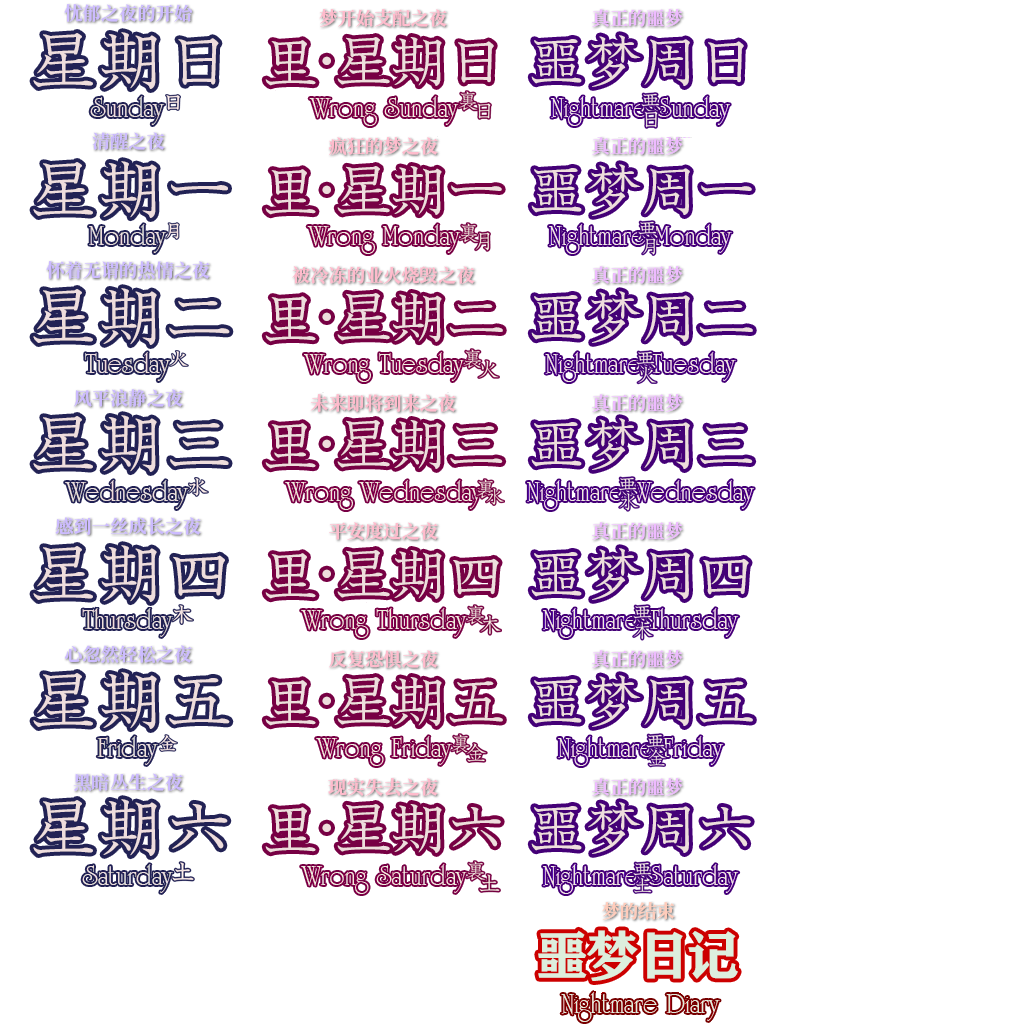 忧郁之夜的开始
星期日
Sunday日
梦开始支配之夜
里·星期日
Wrong Sunday裏日
真正的噩梦
噩梦周日
Nightmare悪日Sunday
清醒之夜
星期一
Monday月
疯狂的梦之夜
里·星期一
Wrong Monday裏月
真正的噩梦
噩梦周一
Nightmare悪月Monday
怀着无谓的热情之夜
星期二
Tuesday火
被冷冻的业火烧毁之夜
里·星期二
Wrong Tuesday裏火
真正的噩梦
噩梦周二
Nightmare悪火Tuesday
风平浪静之夜
星期三
Wednesday水
未来即将到来之夜
里·星期三
Wrong Wednesday裏水
真正的噩梦
噩梦周三
Nightmare悪水Wednesday
感到一丝成长之夜
星期四
Thursday木
平安度过之夜
里·星期四
Wrong Thursday裏木
真正的噩梦
噩梦周四
Nightmare悪木Thursday
心忽然轻松之夜
星期五
Friday金
反复恐惧之夜
里·星期五
Wrong Friday裏金
真正的噩梦
噩梦周五
Nightmare悪金Friday
黑暗丛生之夜
星期六
Saturday土
现实失去之夜
里·星期六
Wrong Saturday裏土
真正的噩梦
噩梦周六
Nightmare悪土Saturday
梦的结束
噩梦日记
Nightmare Diary